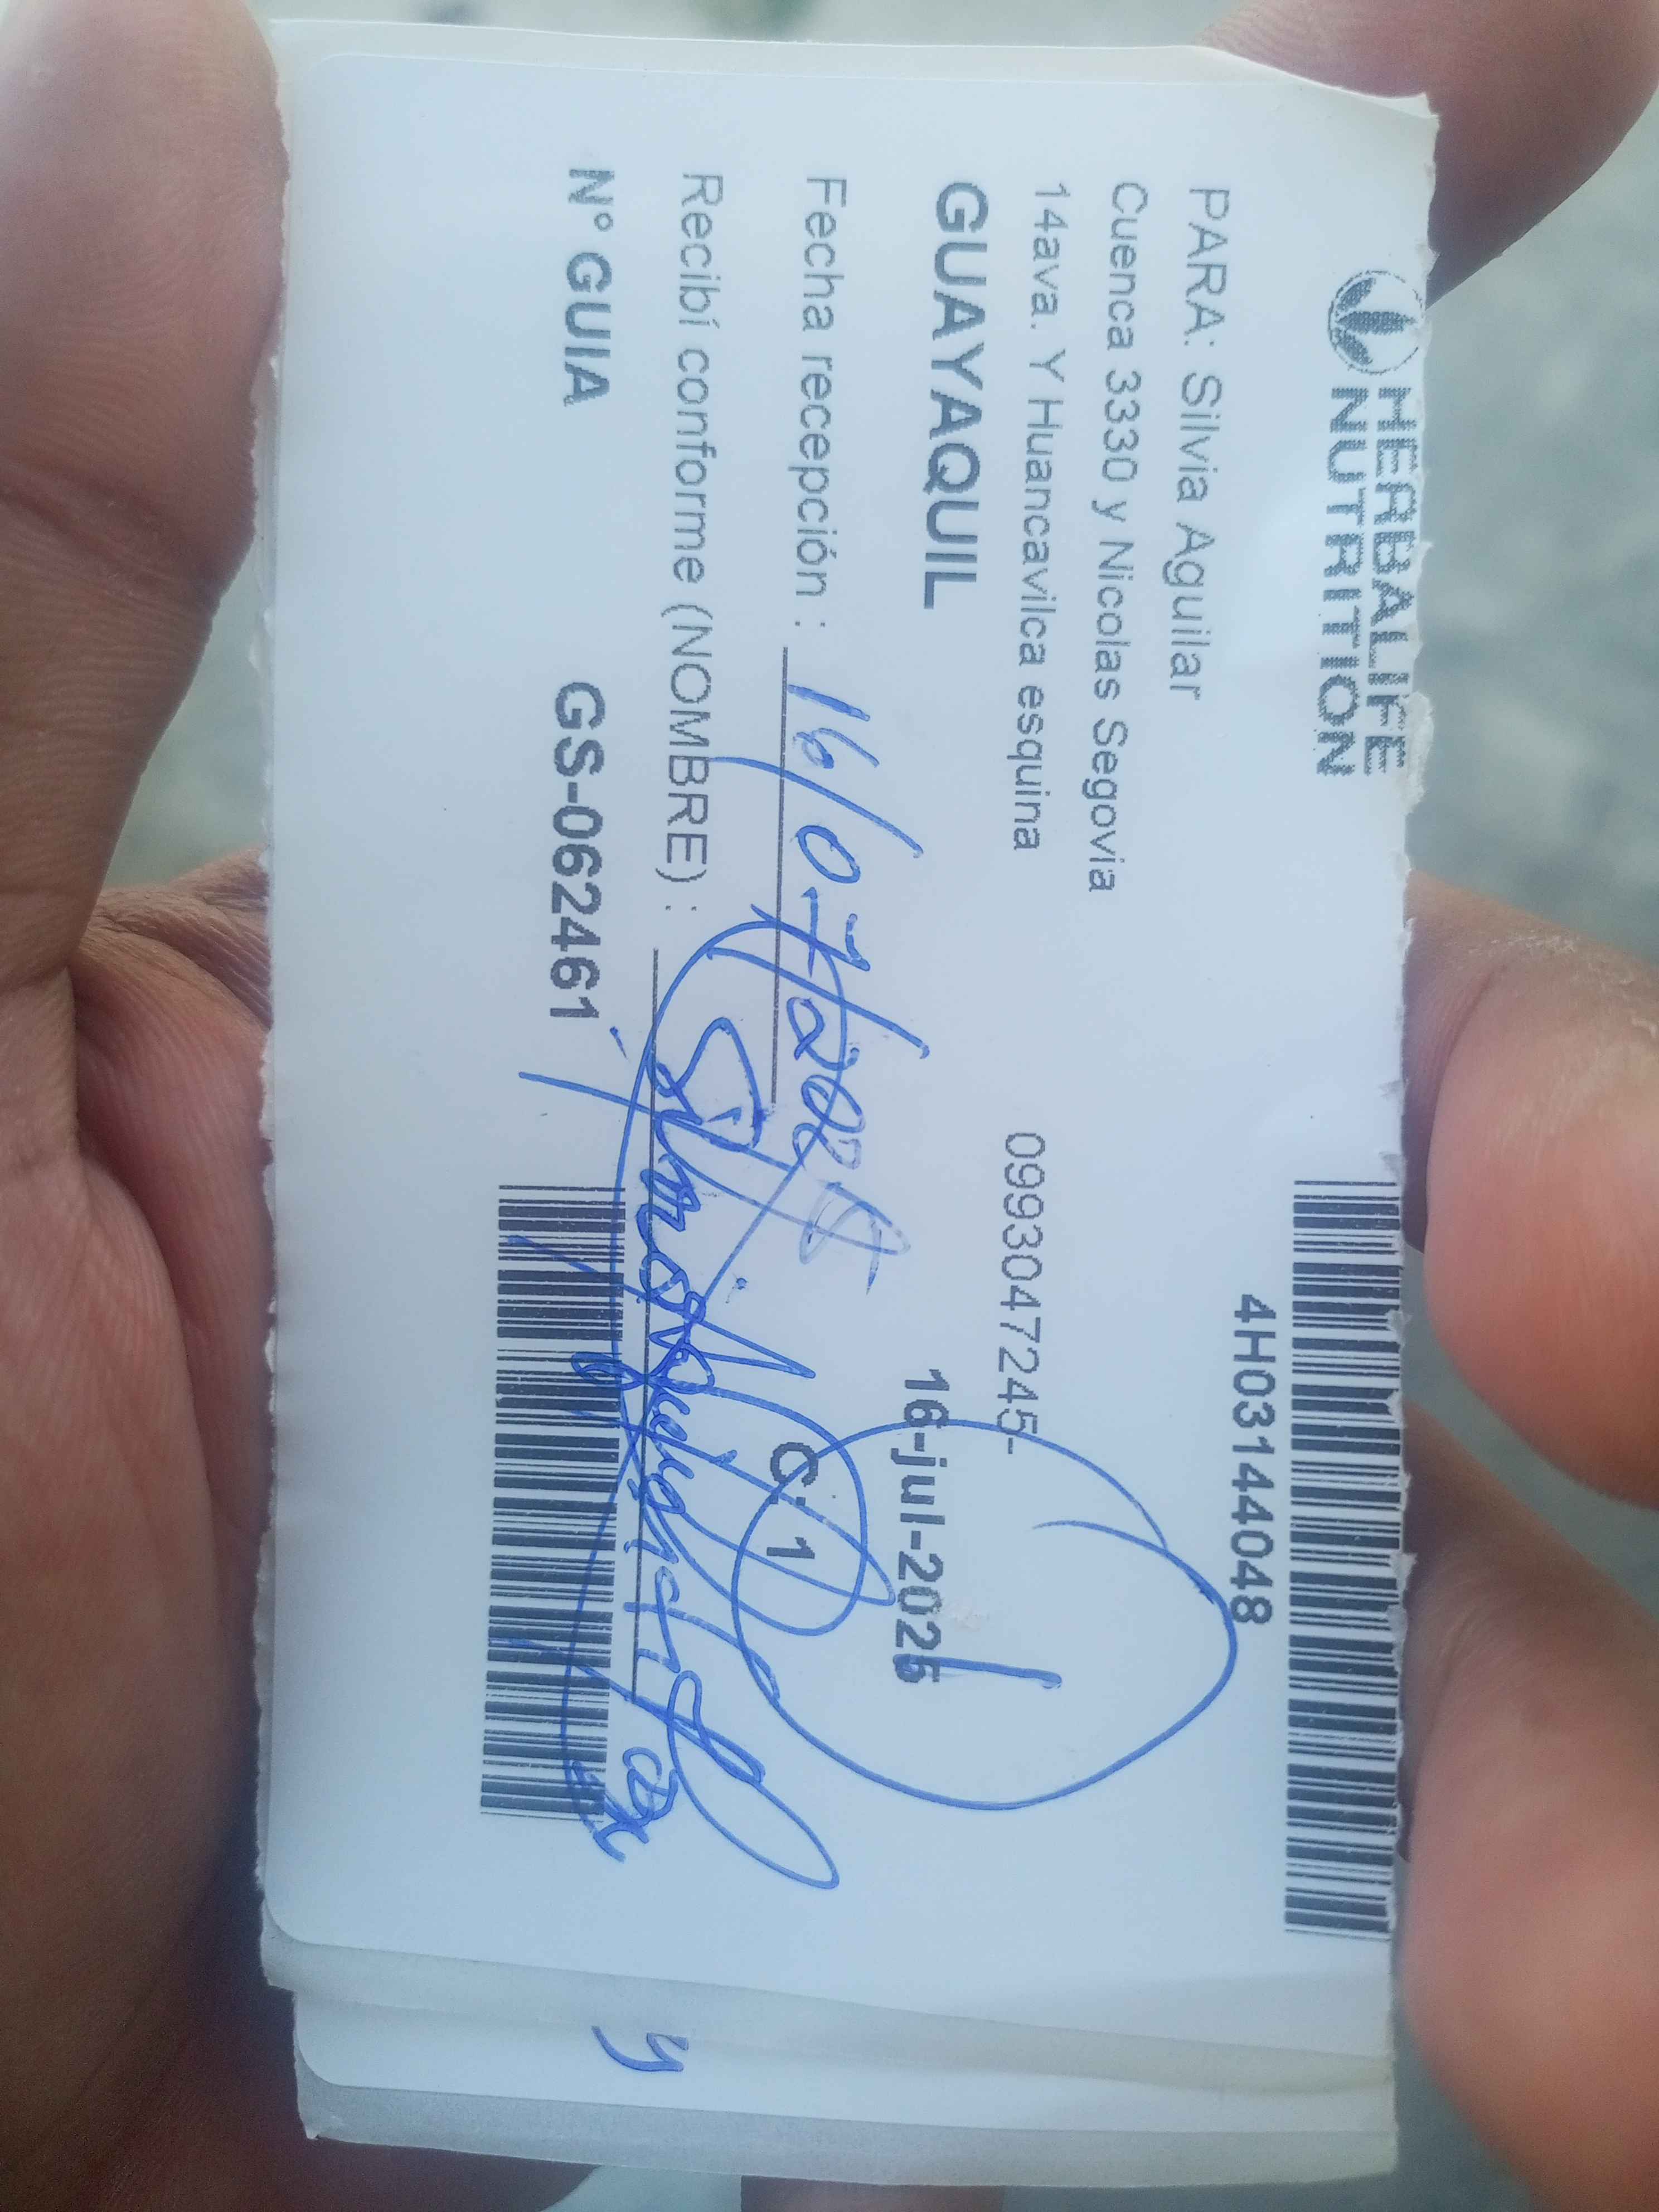 HERBALIFE
NUTRITION
4H03144048
PARA: Silvia Aguilar
Cuenca 3330 y Nicolas Segovia
14ava. Y Huancavilca esquina
0993047245-
GUAYAQUIL
16-jul-2025
Fecha recepción : 16/07/2025
C: 1
Recibí conforme (NOMBRE) :
N° GUIA GS-062461